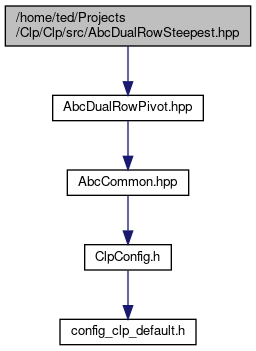 /home/ted/Projects
/Clp/Clp/src/AbcDualRowSteepest.hpp
AbcDualRowPivot.hpp
AbcCommon.hpp
ClpConfig.h
config_clp_default.h